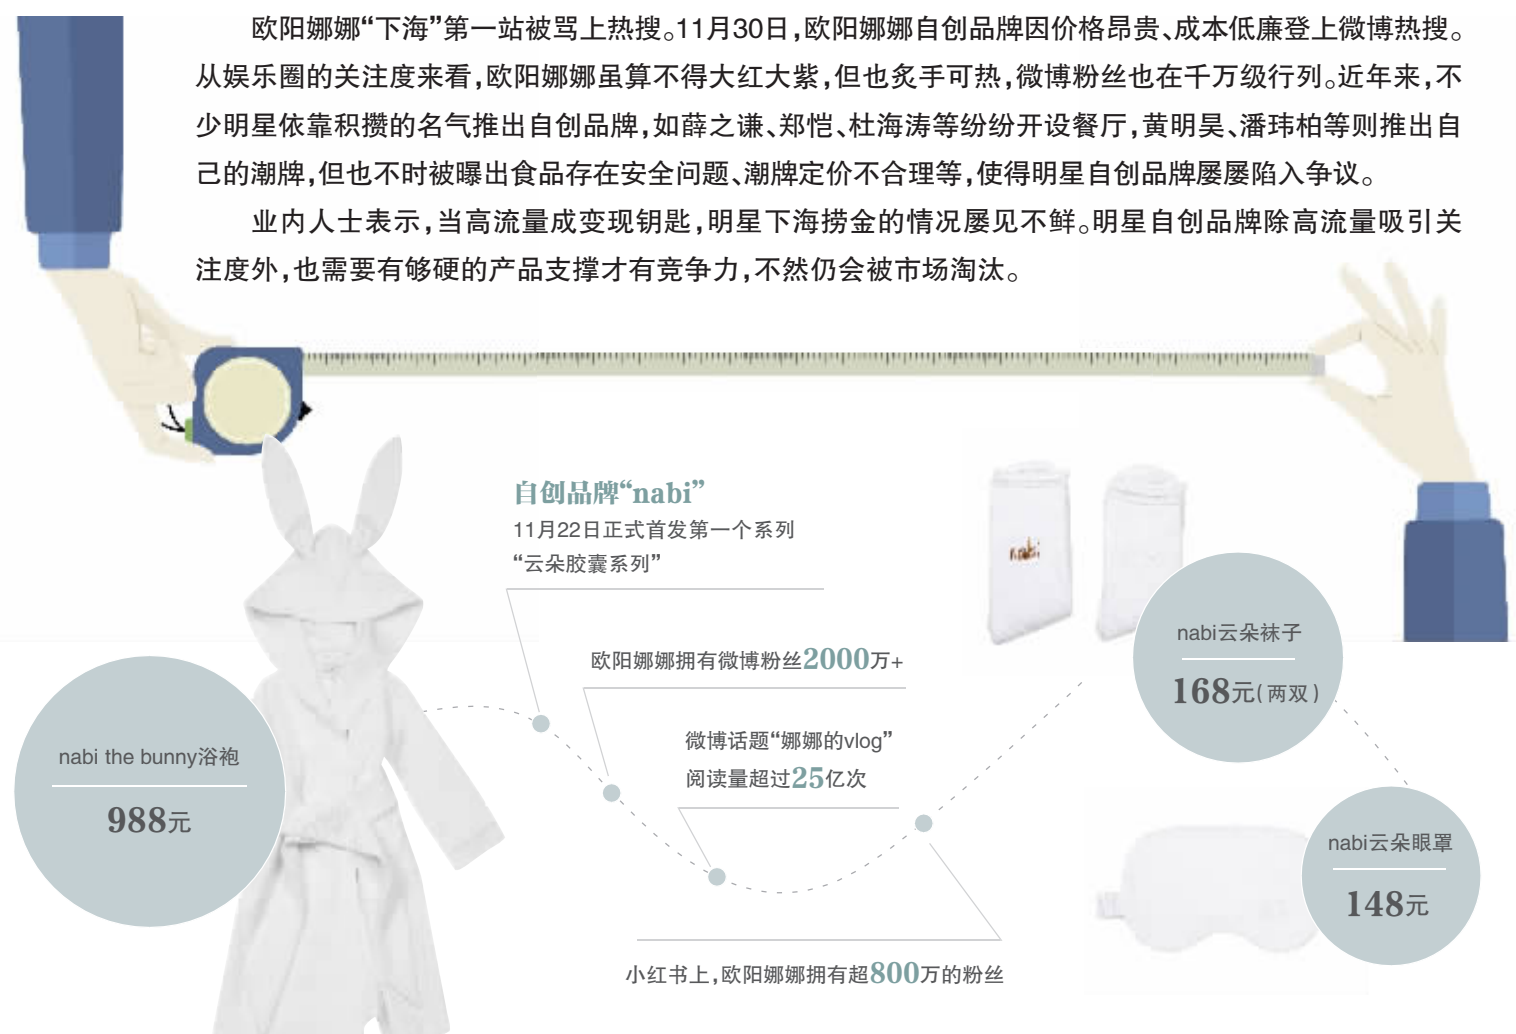 欧阳娜娜“下海”第一站被骂上热搜。11月30日,欧阳娜娜自创品牌因价格昂贵、成本低廉登上微博热搜。
从娱乐圈的关注度来看,欧阳娜娜虽算不得大红大紫,但也炙手可热,微博粉丝也在千万级行列。近年来,不
少明星依靠积攒的名气推出自创品牌,如薛之谦、郑恺、杜海涛等纷纷开设餐厅,黄明昊、潘玮柏等则推出自
己的潮牌,但也不时被曝出食品存在安全问题、潮牌定价不合理等,使得明星自创品牌屡屡陷入争议。
业内人士表示,当高流量成变现钥匙,明星下海捞金的情况屡见不鲜。明星自创品牌除高流量吸引关
注度外,也需要有够硬的产品支撑才有竞争力,不然仍会被市场淘汰。
自创品牌“nabi”
11月22日正式首发第一个系列
“云朵胶囊系列”
nabi
nabi云朵袜子
168元(两双)
欧阳娜娜拥有微博粉丝2000万+
微博话题“娜娜的vlog”
阅读量超过25亿次
nabi the bunny浴袍
988元
nabi云朵眼罩
148元
小红书上,欧阳娜娜拥有超800万的粉丝